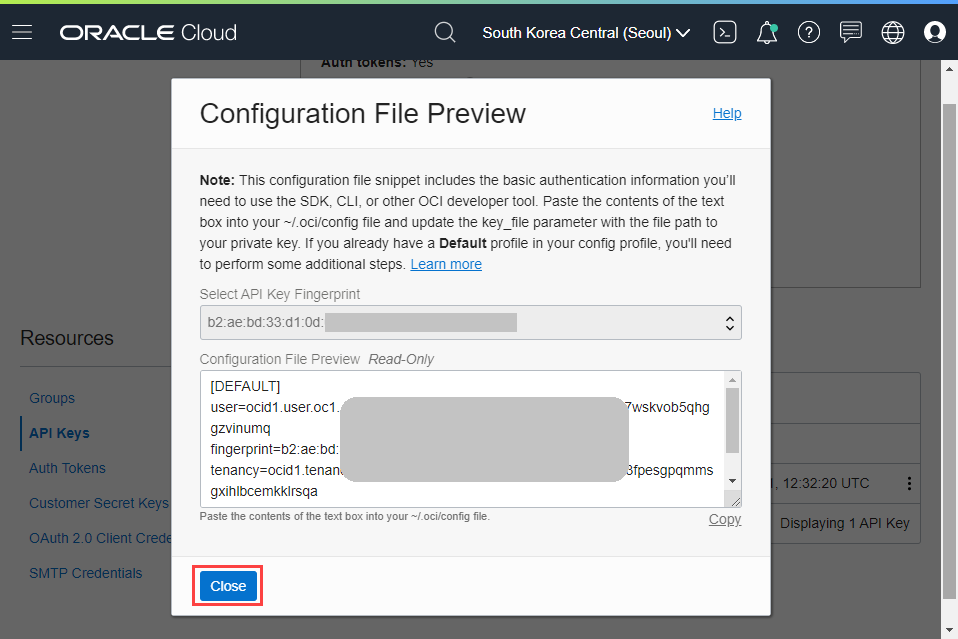 ORACLE Cloud
South Korea Central (Seoul)
Auth tokens: Yes
Configuration File Preview
Help
Note: This configuration file snippet includes the basic authentication information you'll
need to use the SDK, CLI, or other OCI developer tool. Paste the contents of the text
box into your ~/.oci/config file and update the key_file parameter with the file path to
your private key. If you already have a Default profile in your config profile, you'll need
to perform some additional steps. Learn more
Select API Key Fingerprint
b2:ae:bd:33:d1:0d:
Configuration File Preview Read-Only
[DEFAULT]
user=ocid1.user.oc1. 7wskvob5qhg
gzvinumq
fingerprint=b2:ae:bd:
tenancy=ocid1.tenan 3fpesgpqmms
gxihlbcemkklrsqa
Paste the contents of the text box into your ~/.oci/config file.
Copy
Close
Resources
Groups
API Keys
Auth Tokens
Customer Secret Keys
OAuth 2.0 Client Crede
SMTP Credentials
, 12:32:20 UTC
Displaying 1 API Key